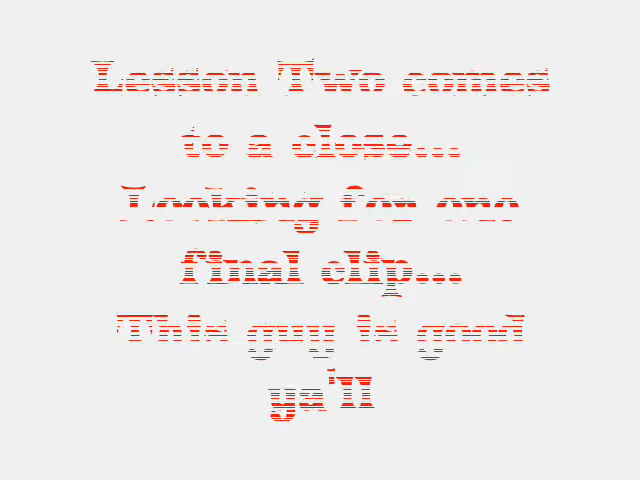 Lesson Two comes
to a close...
Looking for one
final clip...
This guy is good
ya'll